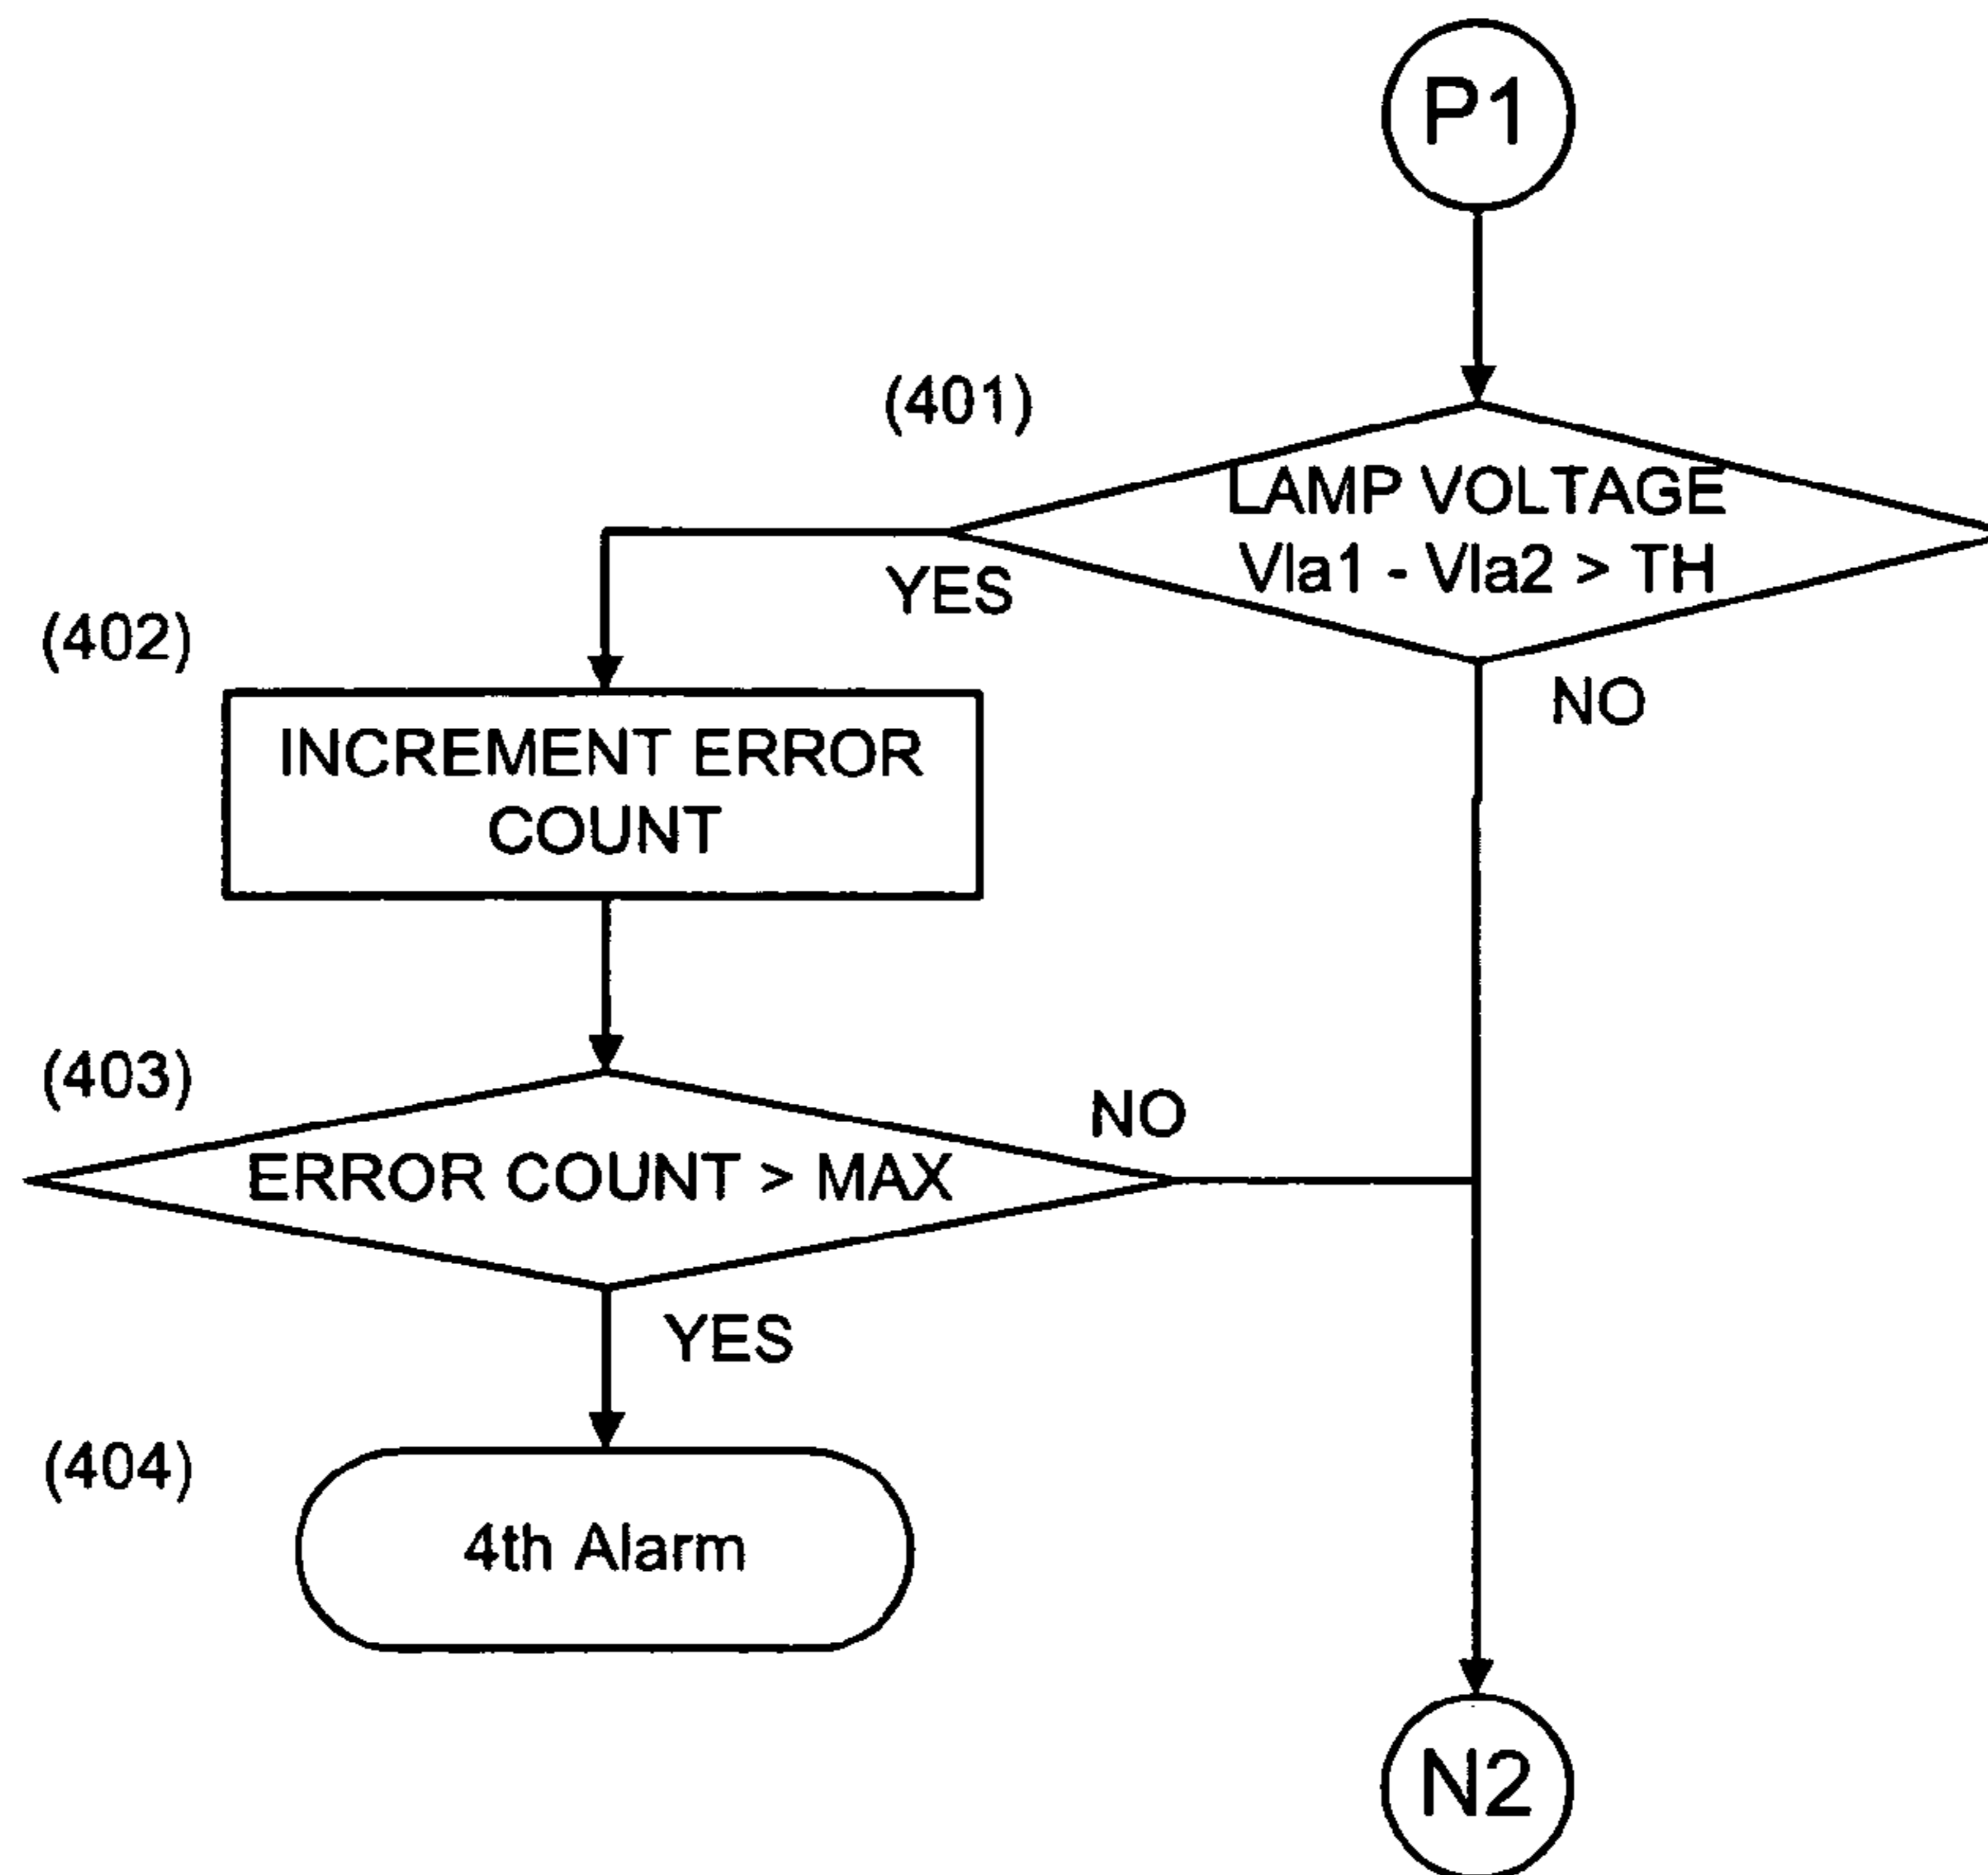 P1
(401)
LAMP VOLTAGE
Vla1 - Vla2 > TH
YES
NO
(402)
INCREMENT ERROR
COUNT
(403)
NO
ERROR COUNT > MAX
YES
(404)
4th Alarm
N2